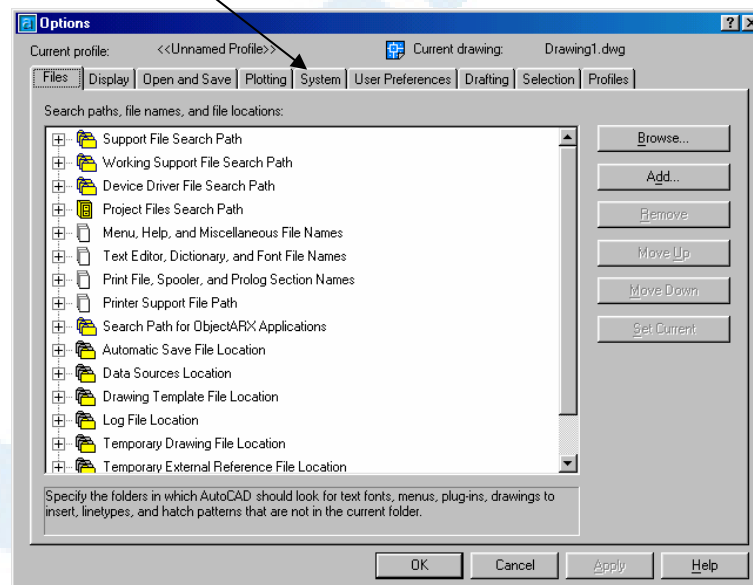 Options
Current profile: <<Unnamed Profile>> Current drawing: Drawing1.dwg
Files Display Open and Save Plotting System User Preferences Drafting Selection Profiles
Search paths, file names, and file locations:
Support File Search Path
Working Support File Search Path
Device Driver File Search Path
Project Files Search Path
Menu, Help, and Miscellaneous File Names
Text Editor, Dictionary, and Font File Names
Print File, Spooler, and Prolog Section Names
Printer Support File Path
Search Path for ObjectARX Applications
Automatic Save File Location
Data Sources Location
Drawing Template File Location
Log File Location
Temporary Drawing File Location
Temporary External Reference File Location
Browse...
Add...
Remove
Move Up
Move Down
Set Current
Specify the folders in which AutoCAD should look for text fonts, menus, plug-ins, drawings to
insert, linetypes, and hatch patterns that are not in the current folder.
OK Cancel Apply Help